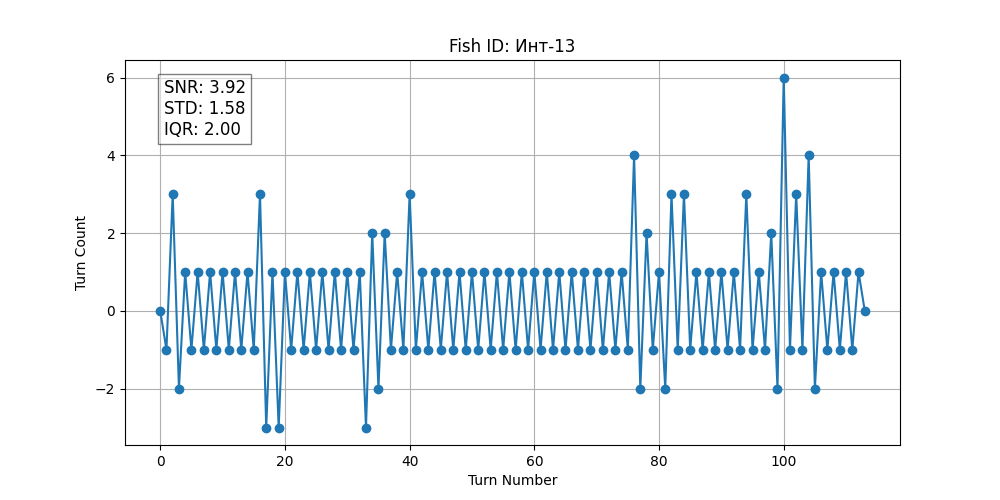 Fish ID: Инт-13
SNR: 3.92
STD: 1.58
IQR: 2.00
Turn Count
6
4
2
0
−2
0
20
40
60
80
100
Turn Number